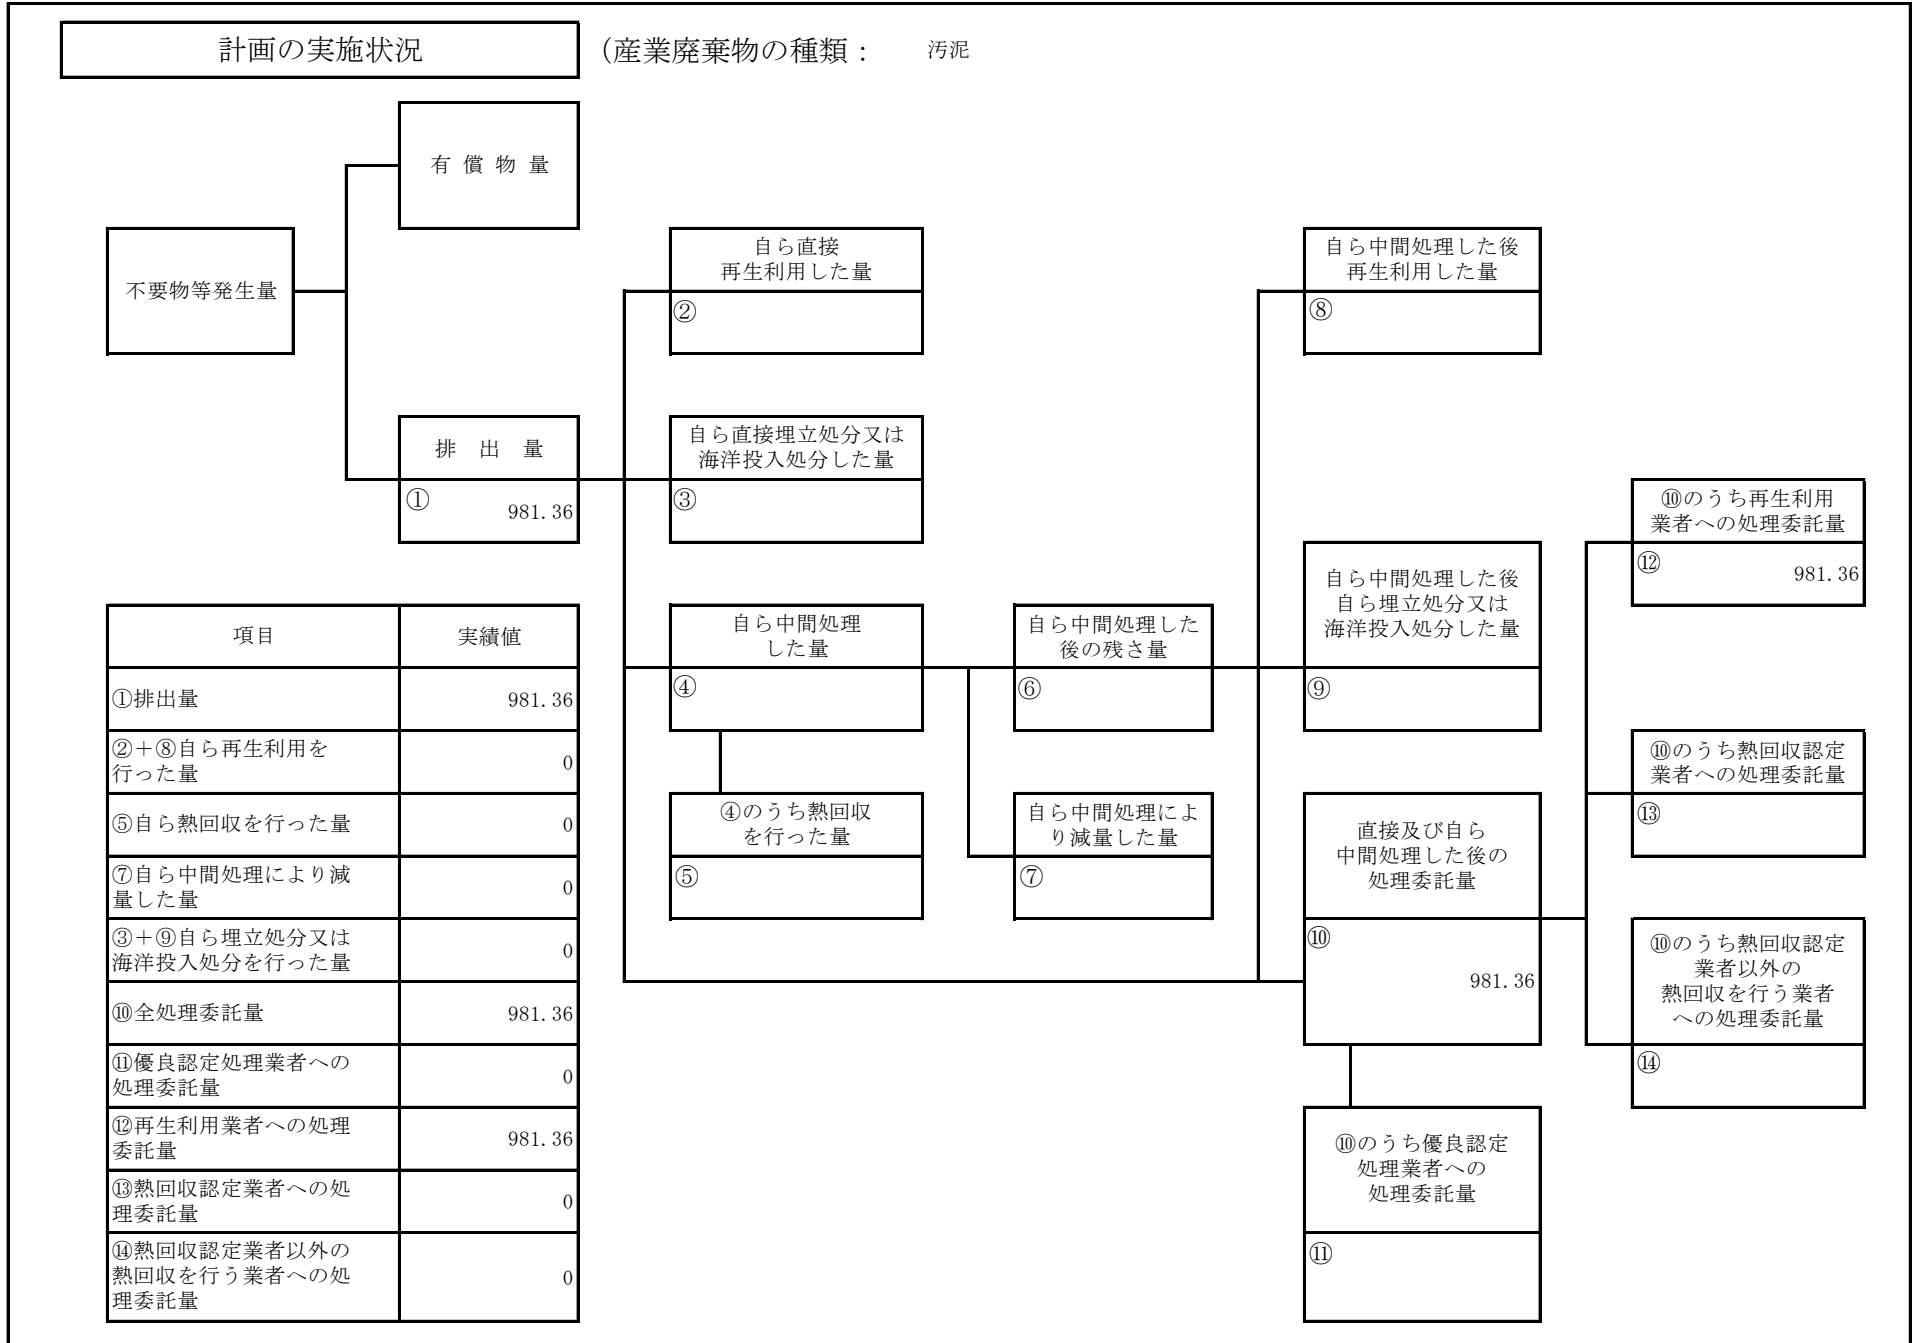 計画の実施状況
(産業廃棄物の種類： 汚泥
有 償 物 量
不要物等発生量
自ら直接
再生利用した量
②
自ら中間処理した後
再生利用した量
⑧
排 出 量
① 981.36
自ら直接埋立処分又は
海洋投入処分した量
③
⑩のうち再生利用
業者への処理委託量
⑫ 981.36
自ら中間処理した後
自ら埋立処分又は
海洋投入処分した量
⑨
自ら中間処理
した量
④
自ら中間処理した
後の残さ量
⑥
⑩のうち熱回収認定
業者への処理委託量
⑬
④のうち熱回収
を行った量
⑤
自ら中間処理によ
り減量した量
⑦
直接及び自ら
中間処理した後の
処理委託量
⑩
981.36
⑩のうち熱回収認定
業者以外の
熱回収を行う業者
への処理委託量
⑭
⑩のうち優良認定
処理業者への
処理委託量
⑪
項目 実績値
①排出量 981.36
②＋⑧自ら再生利用を
行った量 0
⑤自ら熱回収を行った量 0
⑦自ら中間処理により減
量した量 0
③＋⑨自ら埋立処分又は
海洋投入処分を行った量 0
⑩全処理委託量 981.36
⑪優良認定処理業者への
処理委託量 0
⑫再生利用業者への処理
委託量 981.36
⑬熱回収認定業者への処
理委託量 0
⑭熱回収認定業者以外の
熱回収を行う業者への処
理委託量 0